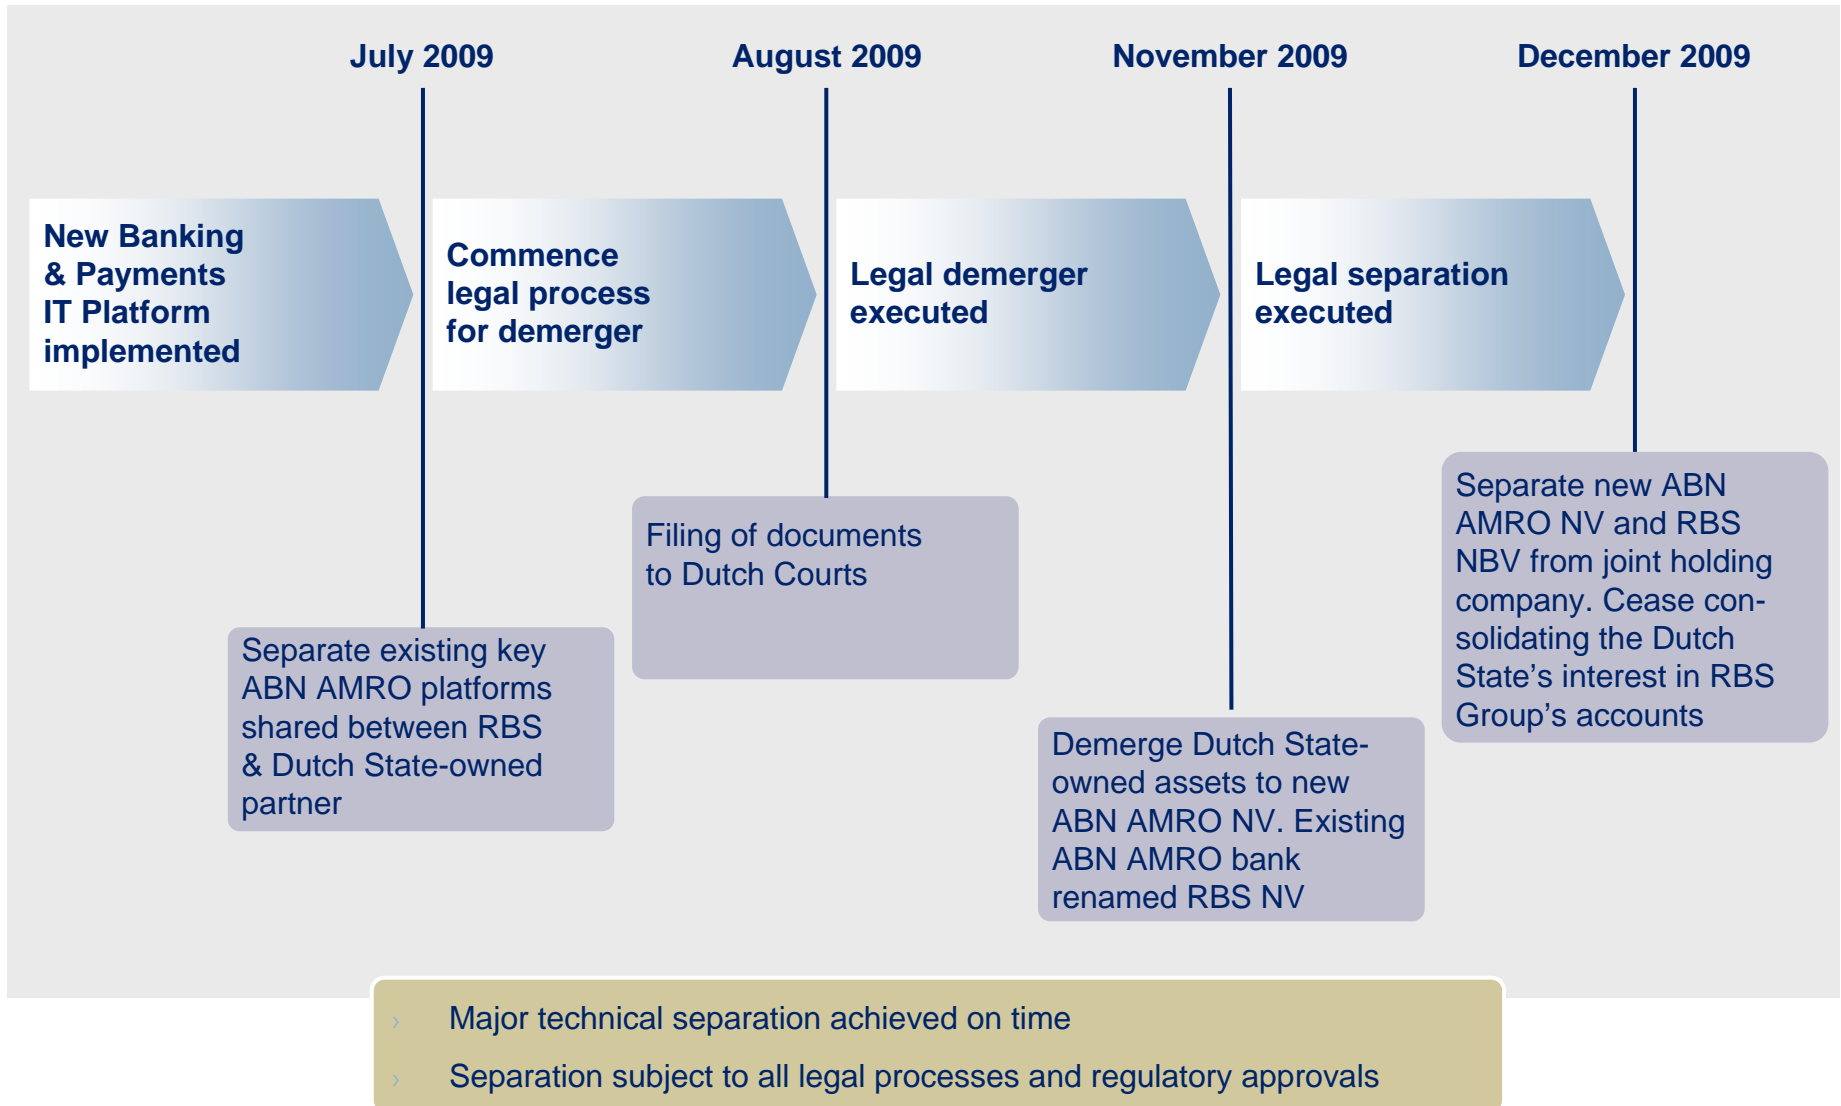 July 2009
August 2009
November 2009
December 2009
New Banking
& Payments
IT Platform
implemented
Commence
legal process
for demerger
Legal demerger
executed
Legal separation
executed
Separate existing key
ABN AMRO platforms
shared between RBS
& Dutch State-owned
partner
Filing of documents
to Dutch Courts
Demerge Dutch State-
owned assets to new
ABN AMRO NV. Existing
ABN AMRO bank
renamed RBS NV
Separate new ABN
AMRO NV and RBS
NBV from joint holding
company. Cease con-
solidating the Dutch
State’s interest in RBS
Group’s accounts
› Major technical separation achieved on time
› Separation subject to all legal processes and regulatory approvals